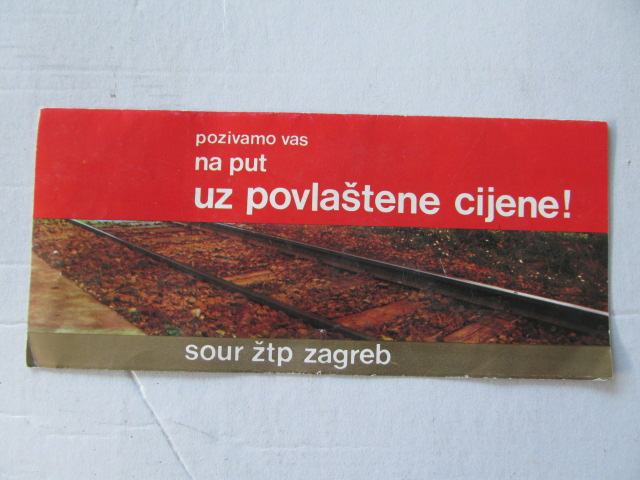 pozivamo vas
na put
uz povlaštene cijene!
sour žtp zagreb